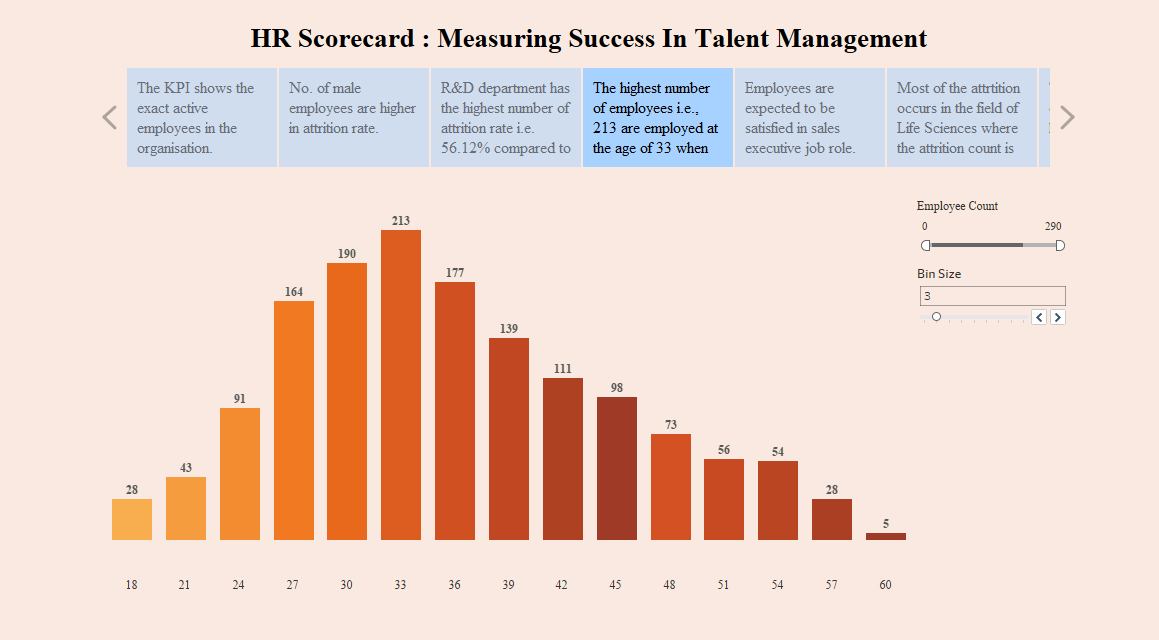 HR Scorecard : Measuring Success In Talent Management
The KPI shows the
exact active
employees in the
organisation.
No. of male
employees are higher
in attrition rate.
R&D department has
the highest number of
attrition rate i.e.
56.12% compared to
The highest number
of employees i.e.,
213 are employed at
the age of 33 when
Employees are
expected to be
satisfied in sales
executive job role.
Most of the attrtition
occurs in the field of
Life Sciences where
the attrition count is
Employee Count
0 290
Bin Size
3
28 43 91 164 190 213 177 139 111 98 73 56 54 28 5
18 21 24 27 30 33 36 39 42 45 48 51 54 57 60